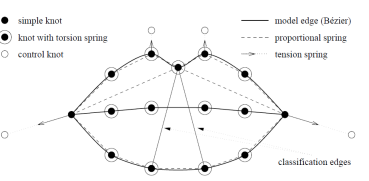 simple knot
knot with torsion spring
control knot
model edge (Bézier)
proportional spring
tension spring
classification edges